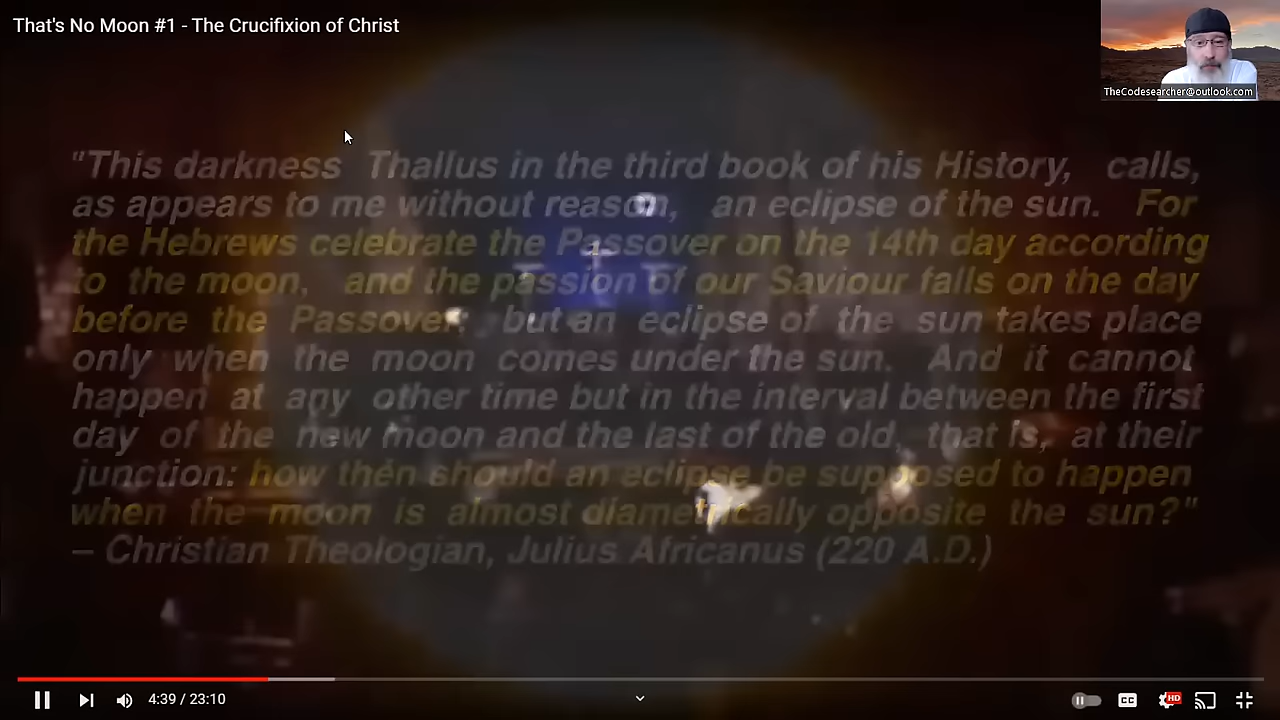 That's No Moon #1 - The Crucifixion of Christ
TheCodesearcher@outlook.com
"This darkness Thallus in the third book of his History, calls,
as appears to me without reason, an eclipse of the sun. For
the Hebrews celebrate the Passover on the 14th day according
to the moon, and the passion of our Saviour falls on the day
before the Passover; but an eclipse of the sun takes place
only when the moon comes under the sun. And it cannot
happen at any other time but in the interval between the first
day of the new moon and the last of the old, that is, at their
junction: how then should an eclipse be supposed to happen
when the moon is almost diametrically opposite the sun?"
– Christian Theologian, Julius Africanus (220 A.D.)
4:39 / 23:10
CC
HD